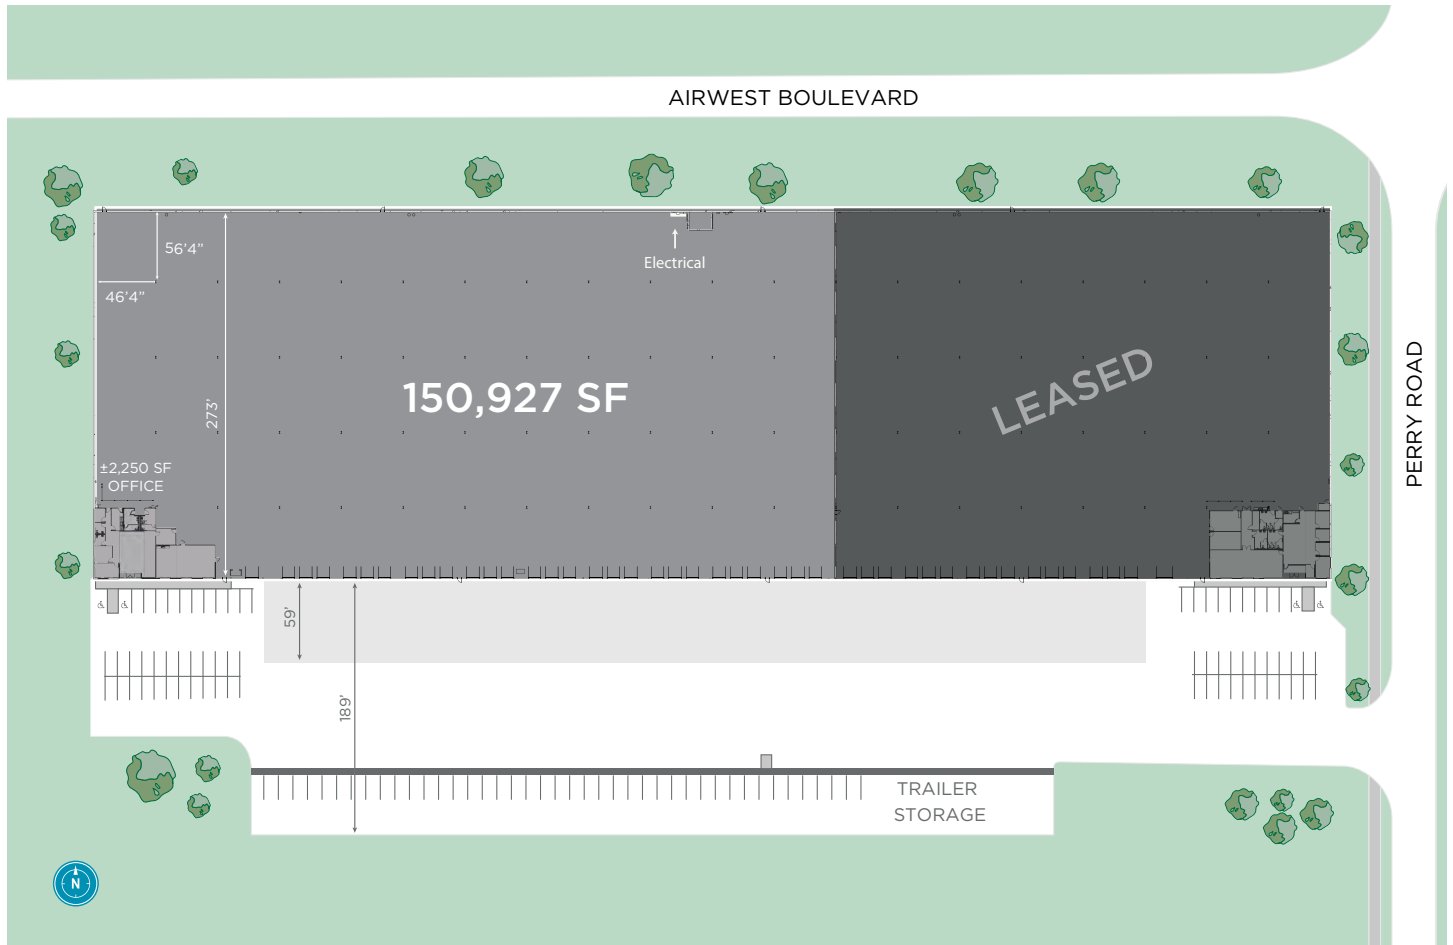 AIRWEST BOULEVARD
56'4"
46'4"
Electrical
273'
150,927 SF
LEASED
PERRY ROAD
±2,250 SF
OFFICE
59'
189'
TRAILER
STORAGE
N